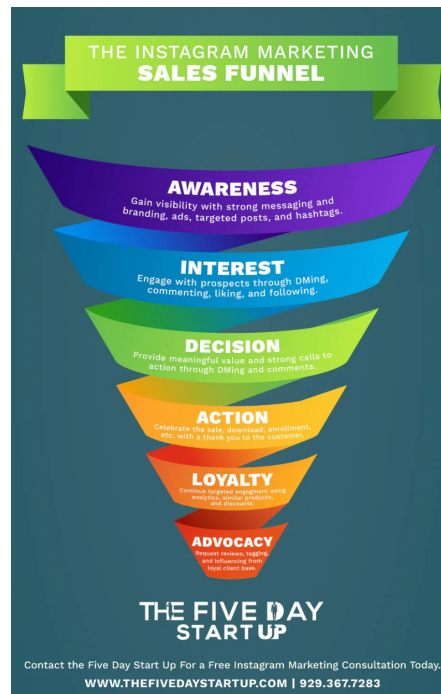 THE INSTAGRAM MARKETING
SALES FUNNEL
AWARENESS
Gain visibility with strong messaging and
branding, ads, targeted posts, and hashtags.
INTEREST
Engage with prospects through DMing,
commenting, liking, and following.
DECISION
Provide meaningful value and strong calls to
action through DMing and comments.
ACTION
Celebrate the sale, download, enrollment,
etc, with a thank you to the customer.
LOYALTY
Continue targeted engagment using
analytics, similar products,
and discounts.
ADVOCACY
Request reviews, tagging,
and influencing from
loyal client base.
THE FIVE DAY
START UP
Contact the Five Day Start Up For a Free Instagram Marketing Consultation Today.
WWW.THEFIVEDAYSTARTUP.COM | 929.367.7283